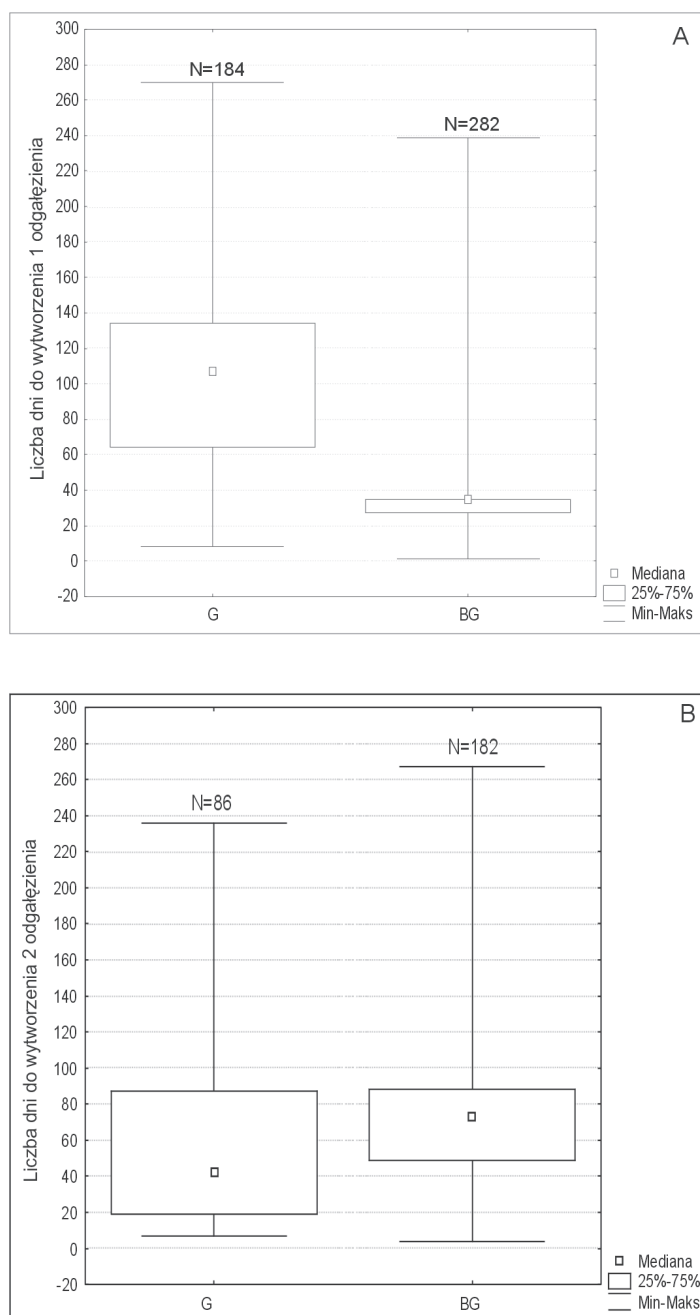 A
300
280
260
240
220
200
180
160
140
120
100
80
60
40
20
0
-20
Liczba dni do wytworzenia 1 odgałęzienia
N=184
N=282
G
BG
Mediana
25%-75%
Min-Maks
B
300
280
260
240
220
200
180
160
140
120
100
80
60
40
20
0
-20
Liczba dni do wytworzenia 2 odgałęzienia
N=86
N=182
G
BG
Mediana
25%-75%
Min-Maks